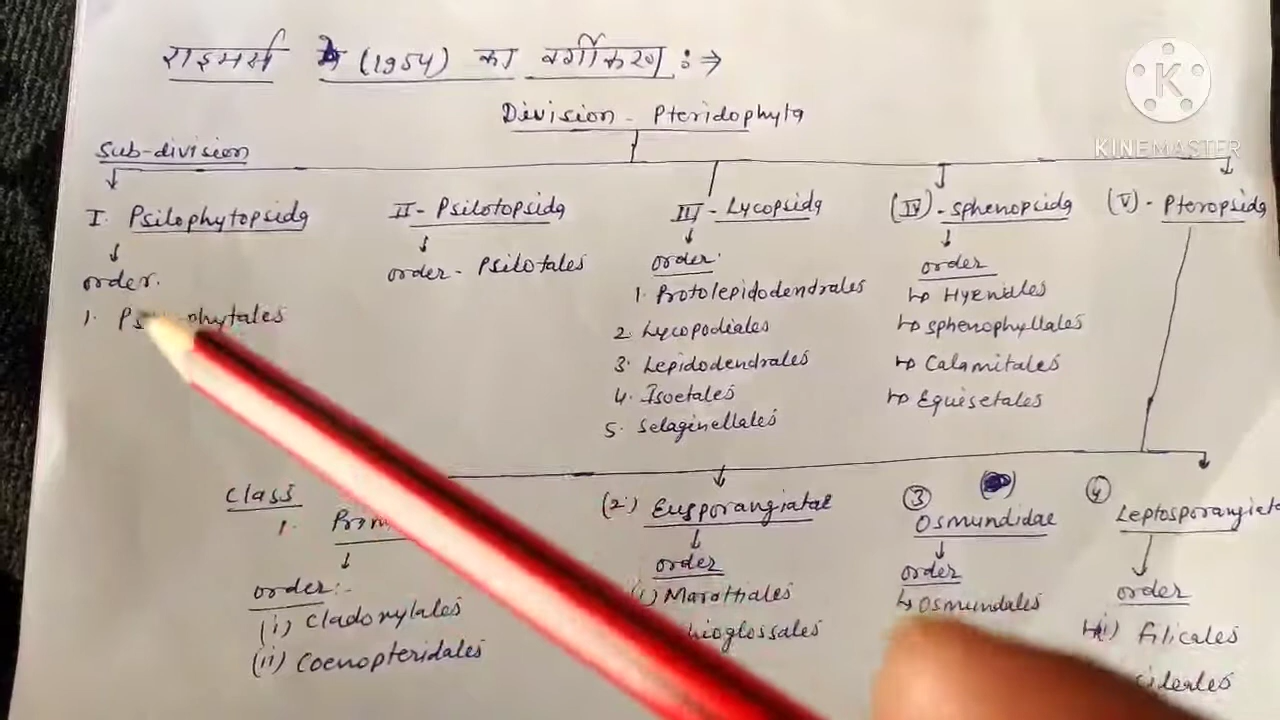 राइमर्स (1954) का वर्गीकरण :⇒
K
KINEMASTER
Division - Pteridophyta
Sub-division
I. Psilophytopsida
II - Psilotopsida
III - Lycopsida
(IV) - Sphenopsida
(V) - Pteropsida
order.
1.
order - Psilotales
order.
1. Protolepidodendrales
2. Lycopodiales
3. Lepidodendrales
4. Isoetales
5. Selaginellales
order
Hyeniales
Sphenophyllales
Calamitales
Equisetales
Class
1.
order:-
(i) Cladoxylales
(ii) Coenopteridales
(2.) Eusporangiatae
order
(i) Marattiales
③
Osmundidae
order
Osmundales
④
order
(i) Filicales